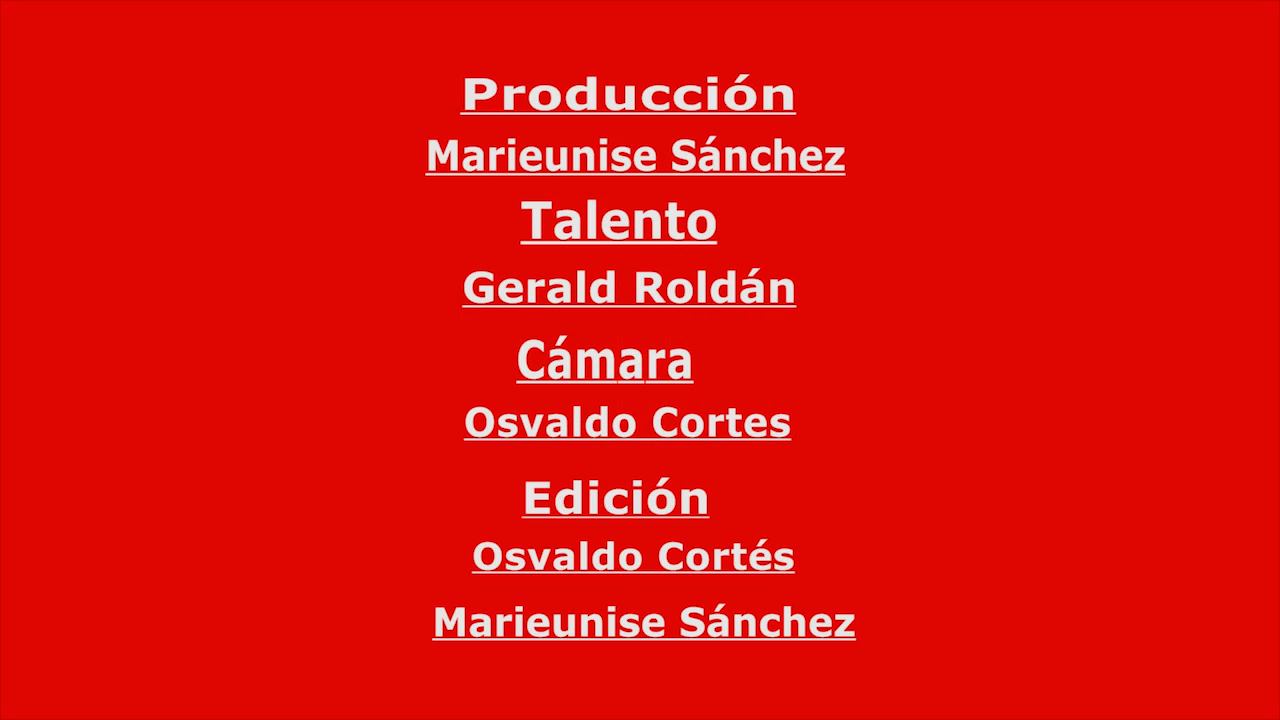 Producción
Marieunise Sánchez
Talento
Gerald Roldán
Cámara
Osvaldo Cortes
Edición
Osvaldo Cortés
Marieunise Sánchez